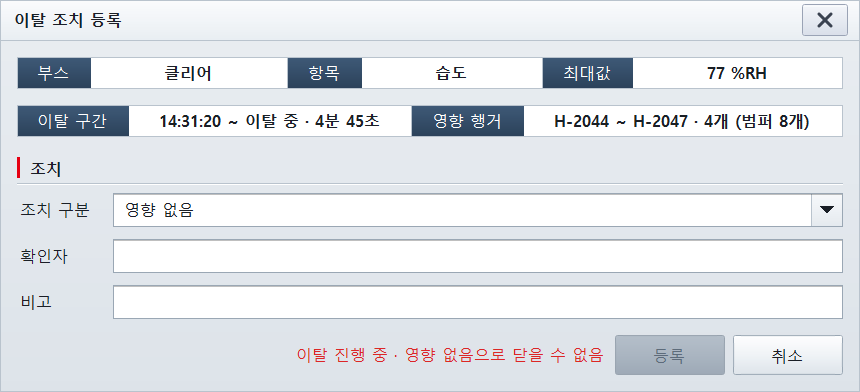 이탈 조치 등록
부스 클리어 항목 습도 최대값 77 %RH
이탈 구간 14:31:20 ~ 이탈 중 · 4분 45초 영향 행거 H-2044 ~ H-2047 · 4개 (범퍼 8개)
조치
조치 구분 영향 없음
확인자
비고
이탈 진행 중 · 영향 없음으로 닫을 수 없음 등록 취소